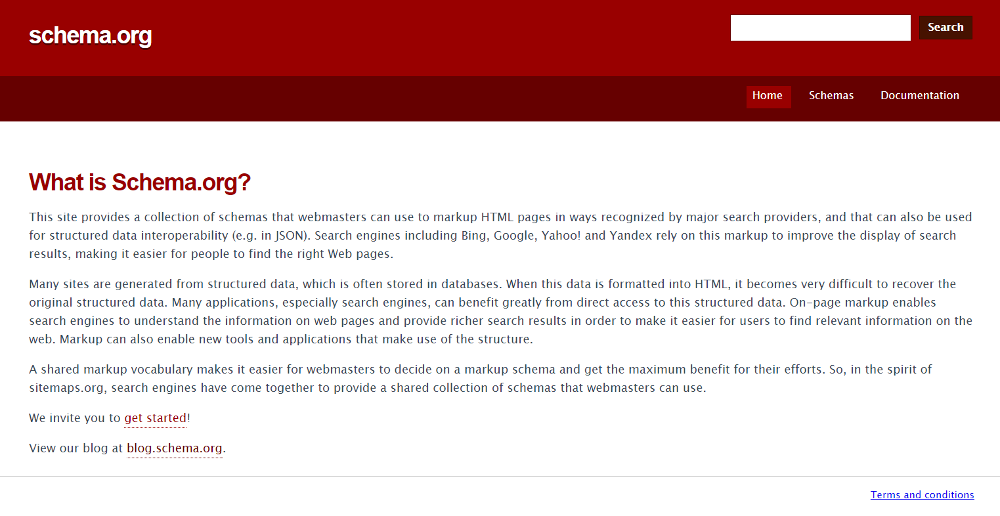 schema.org
Search
Home Schemas Documentation
What is Schema.org?
This site provides a collection of schemas that webmasters can use to markup HTML pages in ways recognized by major search providers, and that can also be used
for structured data interoperability (e.g. in JSON). Search engines including Bing, Google, Yahoo! and Yandex rely on this markup to improve the display of search
results, making it easier for people to find the right Web pages.
Many sites are generated from structured data, which is often stored in databases. When this data is formatted into HTML, it becomes very difficult to recover the
original structured data. Many applications, especially search engines, can benefit greatly from direct access to this structured data. On-page markup enables
search engines to understand the information on web pages and provide richer search results in order to make it easier for users to find relevant information on the
web. Markup can also enable new tools and applications that make use of the structure.
A shared markup vocabulary makes it easier for webmasters to decide on a markup schema and get the maximum benefit for their efforts. So, in the spirit of
sitemaps.org, search engines have come together to provide a shared collection of schemas that webmasters can use.
We invite you to get started!
View our blog at blog.schema.org.
Terms and conditions